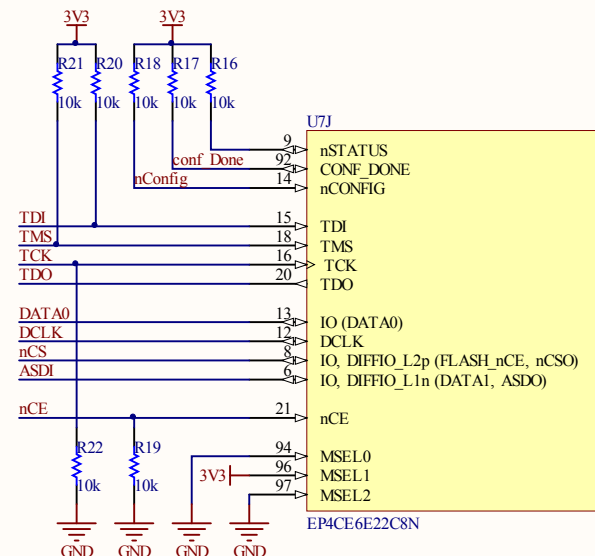 3V3 3V3
R21 R20 R18 R17 R16
10k 10k 10k 10k 10k
U7J
9 nSTATUS
conf_Done 92 CONF_DONE
nConfig 14 nCONFIG
TDI 15 TDI
TMS 18 TMS
TCK 16 TCK
TDO 20 TDO
DATA0 13 IO (DATA0)
DCLK 12 DCLK
nCS 8 IO, DIFFIO_L2p (FLASH_nCE, nCSO)
ASDI 6 IO, DIFFIO_L1n (DATA1, ASDO)
nCE 21 nCE
R22 R19 94 MSEL0
3V3 96 MSEL1
10k 10k 97 MSEL2
EP4CE6E22C8N
GND GND GND GND